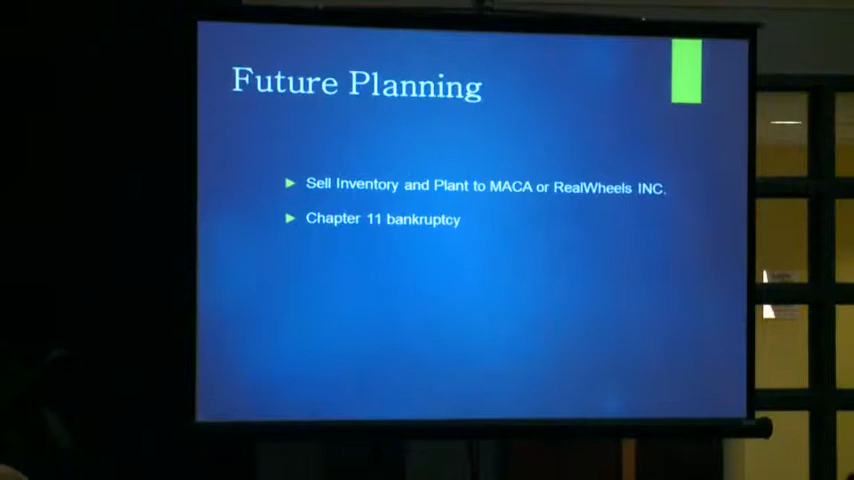 Future Planning
Sell Inventory and Plant to MACA or RealWheels INC.
Chapter 11 bankruptcy